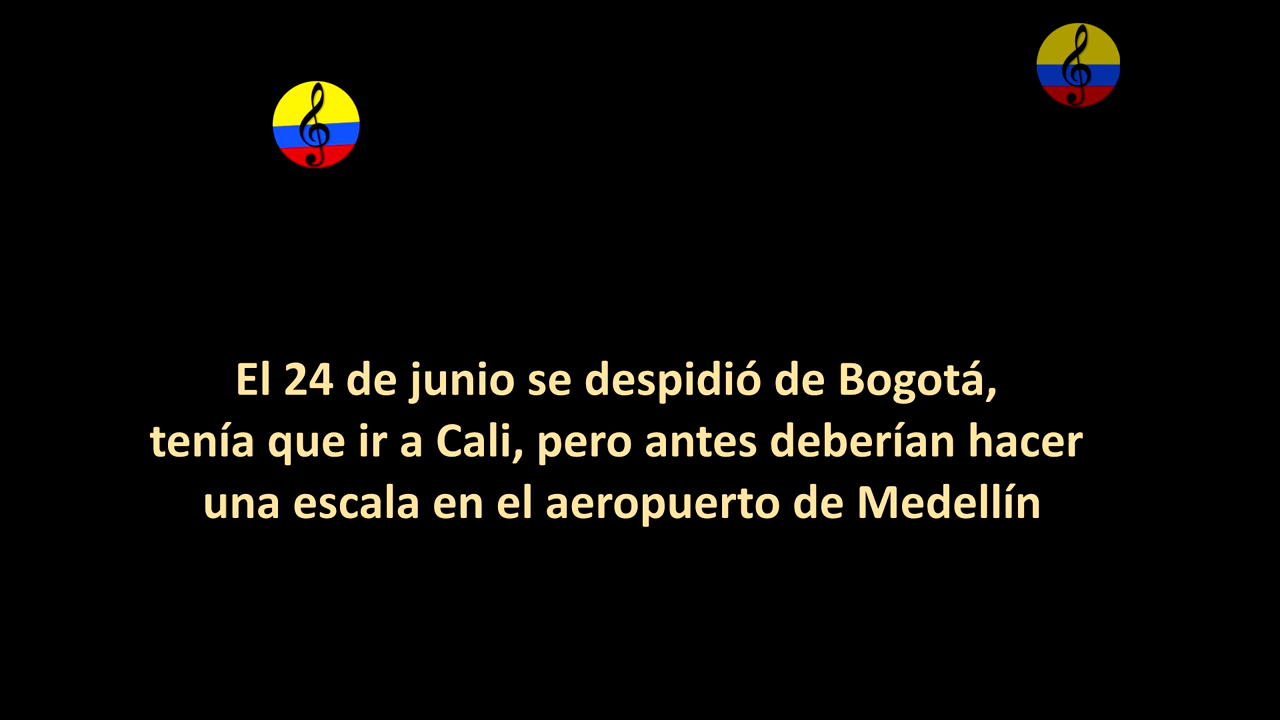 El 24 de junio se despidió de Bogotá,
tenía que ir a Cali, pero antes deberían hacer
una escala en el aeropuerto de Medellín